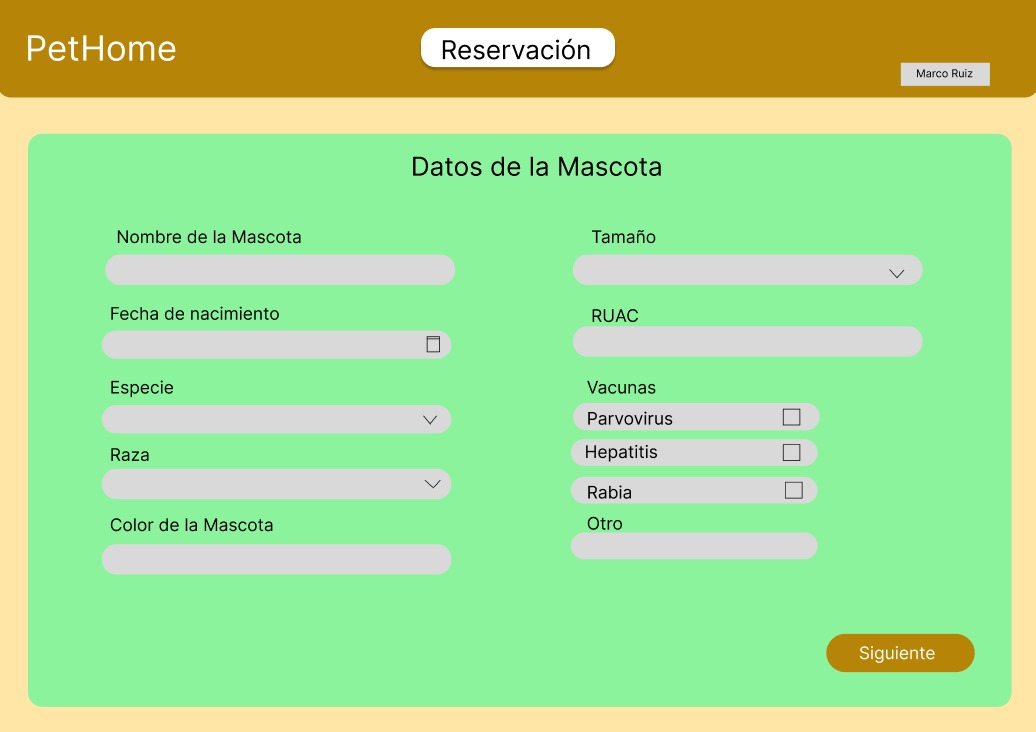 PetHome
Reservación
Marco Ruiz
Datos de la Mascota
Nombre de la Mascota
Fecha de nacimiento
Especie
Raza
Color de la Mascota
Tamaño
RUAC
Vacunas
Parvovirus
Hepatitis
Rabia
Otro
Siguiente